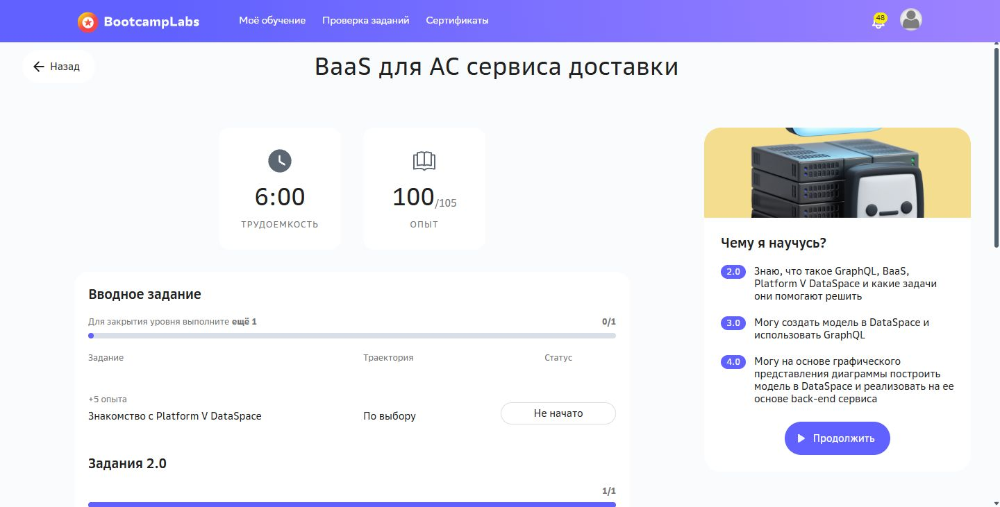 BootcampLabs
Моё обучение
Проверка заданий
Сертификаты
48
Назад
BaaS для АС сервиса доставки
6:00
ТРУДОЕМКОСТЬ
100/105
ОПЫТ
Вводное задание
Для закрытия уровня выполните ещё 1
0/1
Задание
Траектория
Статус
+5 опыта
Знакомство с Platform V DataSpace
По выбору
Не начато
Задания 2.0
1/1
Чему я научусь?
2.0
Знаю, что такое GraphQL, BaaS,
Platform V DataSpace и какие задачи
они помогают решить
3.0
Могу создать модель в DataSpace и
использовать GraphQL
4.0
Могу на основе графического
представления диаграммы построить
модель в DataSpace и реализовать на ее
основе back-end сервиса
Продолжить